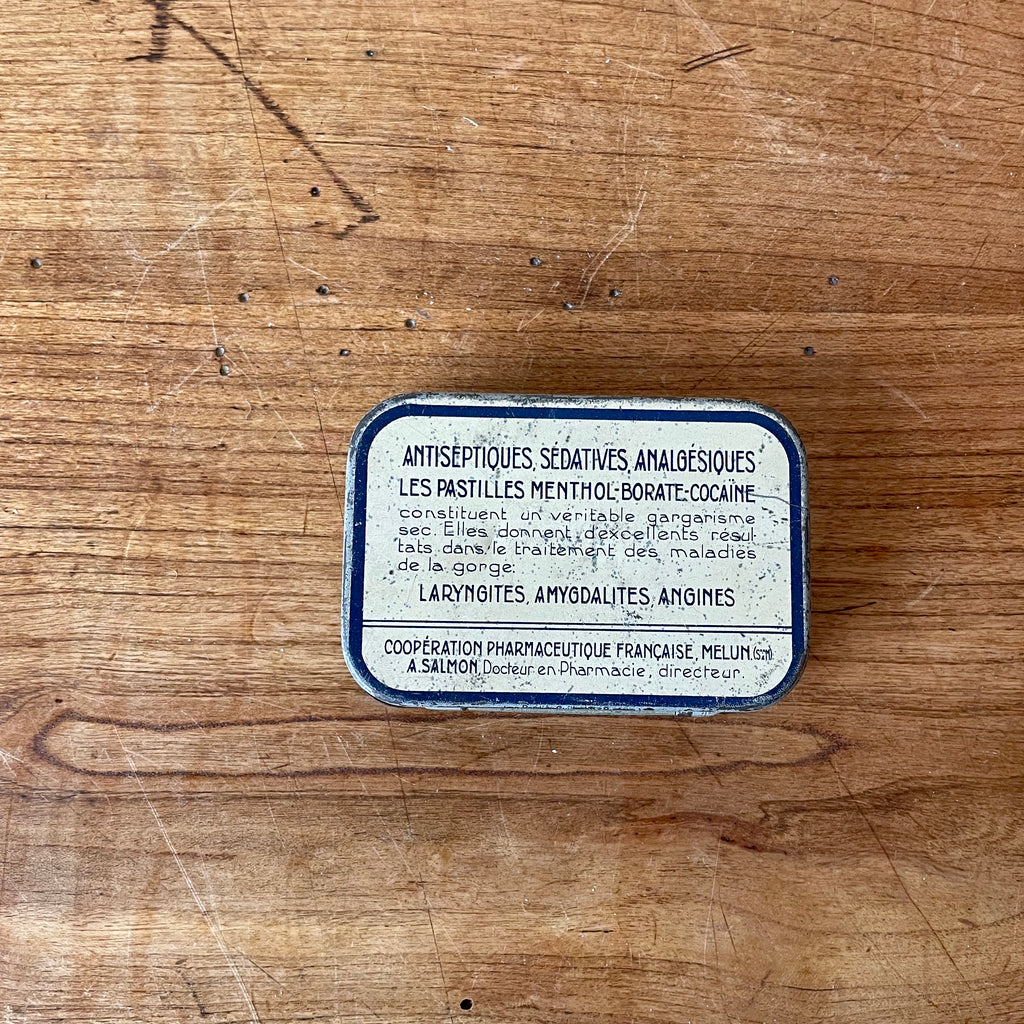 ANTISEPTIQUES, SÉDATIVES, ANALGÉSIQUES
LES PASTILLES MENTHOL-BORATE-COCAÏNE
constituent un véritable gargarisme
sec. Elles donnent d'excellents résul-
tats dans le traitement des maladies
de la gorge:
LARYNGITES, AMYGDALITES, ANGINES
COOPÉRATION PHARMACEUTIQUE FRANÇAISE, MELUN.(S&M)
A. SALMON, Docteur en Pharmacie, directeur.